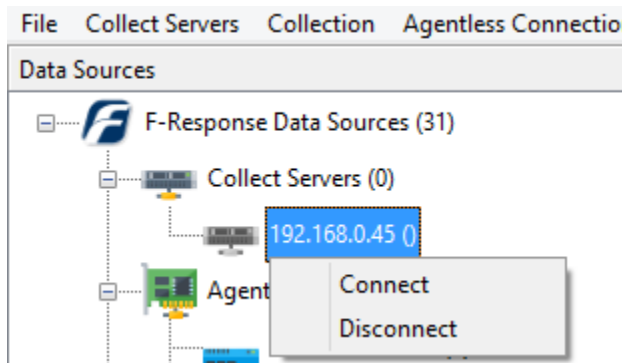 File Collect Servers Collection Agentless Connectio
Data Sources
F-Response Data Sources (31)
Collect Servers (0)
192.168.0.45 ()
Connect
Agent
Disconnect